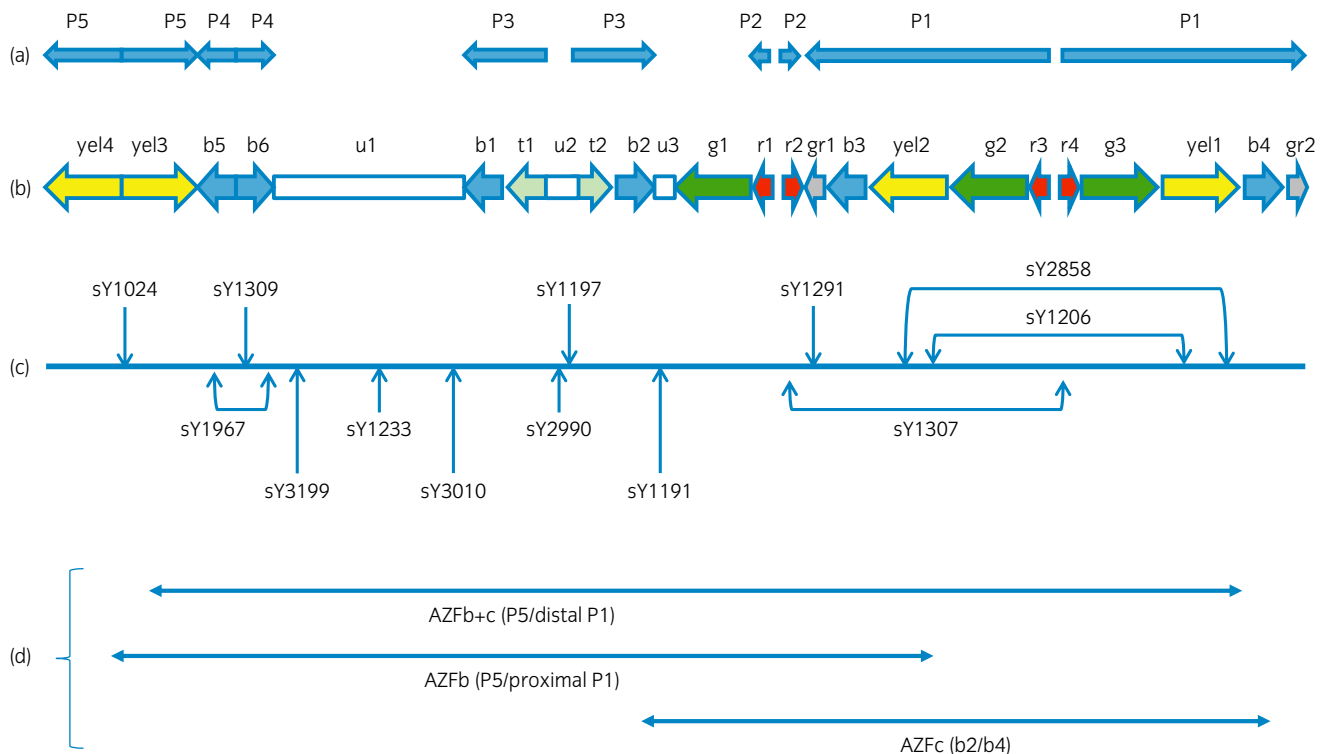 P5 P5 P4 P4 P3 P3 P2 P2 P1 P1
(a)
yel4 yel3 b5 b6 u1 b1 t1 u2 t2 b2 u3 g1 r1 r2 gr1 b3 yel2 g2 r3 r4 g3 yel1 b4 gr2
(b)
sY2858
sY1024 sY1309 sY1197 sY1291
sY1206
(c)
sY1967 sY1233 sY2990 sY1307
sY3199 sY3010 sY1191
AZFb+c (P5/distal P1)
(d)
AZFb (P5/proximal P1)
AZFc (b2/b4)